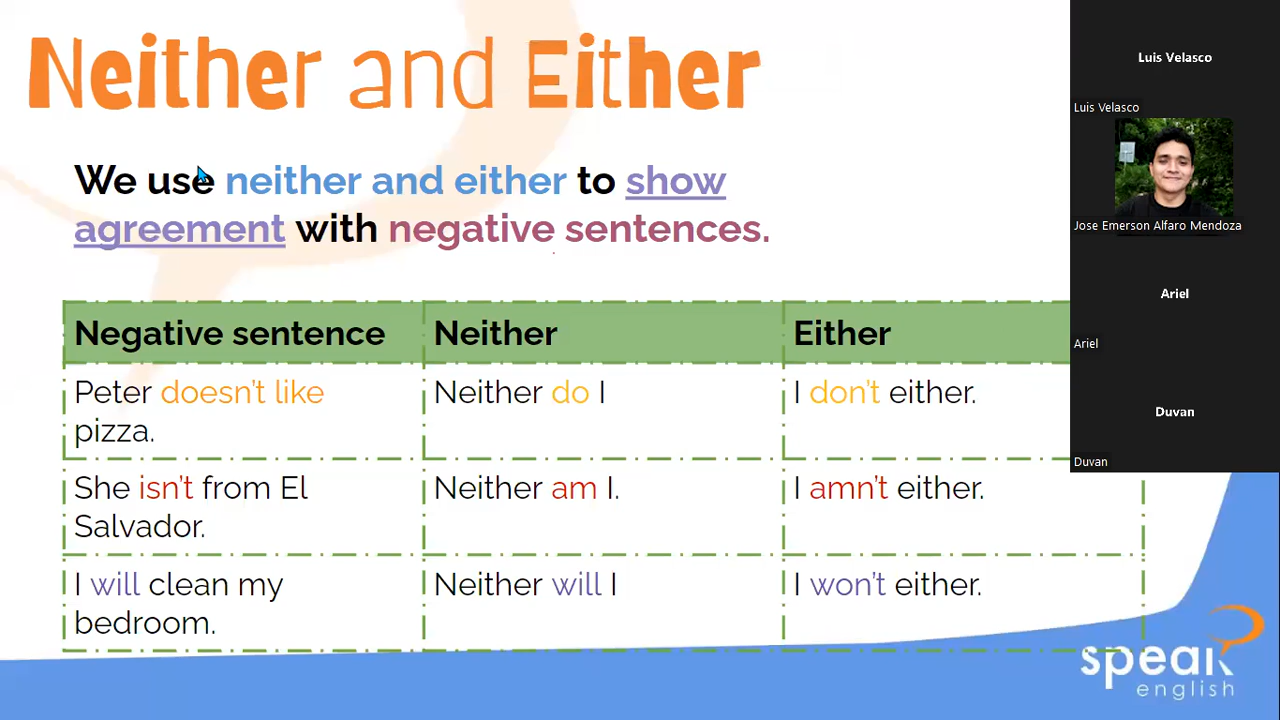 Neither and Either
We use neither and either to show
agreement with negative sentences.
Negative sentence Neither Either
Peter doesn't like
pizza.
Neither do I
I don't either.
She isn't from El
Salvador.
Neither am I.
I amn't either.
I will clean my
bedroom.
Neither will I
I won't either.
Luis Velasco
Luis Velasco
Jose Emerson Alfaro Mendoza
Ariel
Ariel
Duvan
Duvan
speak
english